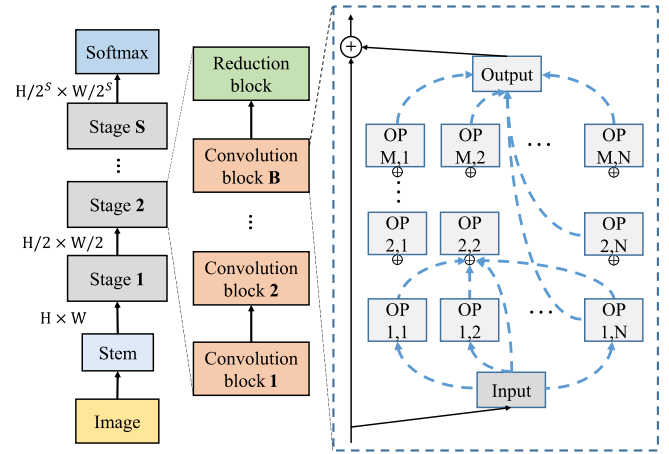 Softmax
H/2^S × W/2^S
Stage S
...
Stage 2
H/2 × W/2
Stage 1
H × W
Stem
Image
Reduction
block
Convolution
block B
...
Convolution
block 2
Convolution
block 1
+
Output
OP
M,1
OP
M,2
...
OP
M,N
OP
2,1
OP
2,2
OP
2,N
OP
1,1
OP
1,2
...
OP
1,N
Input